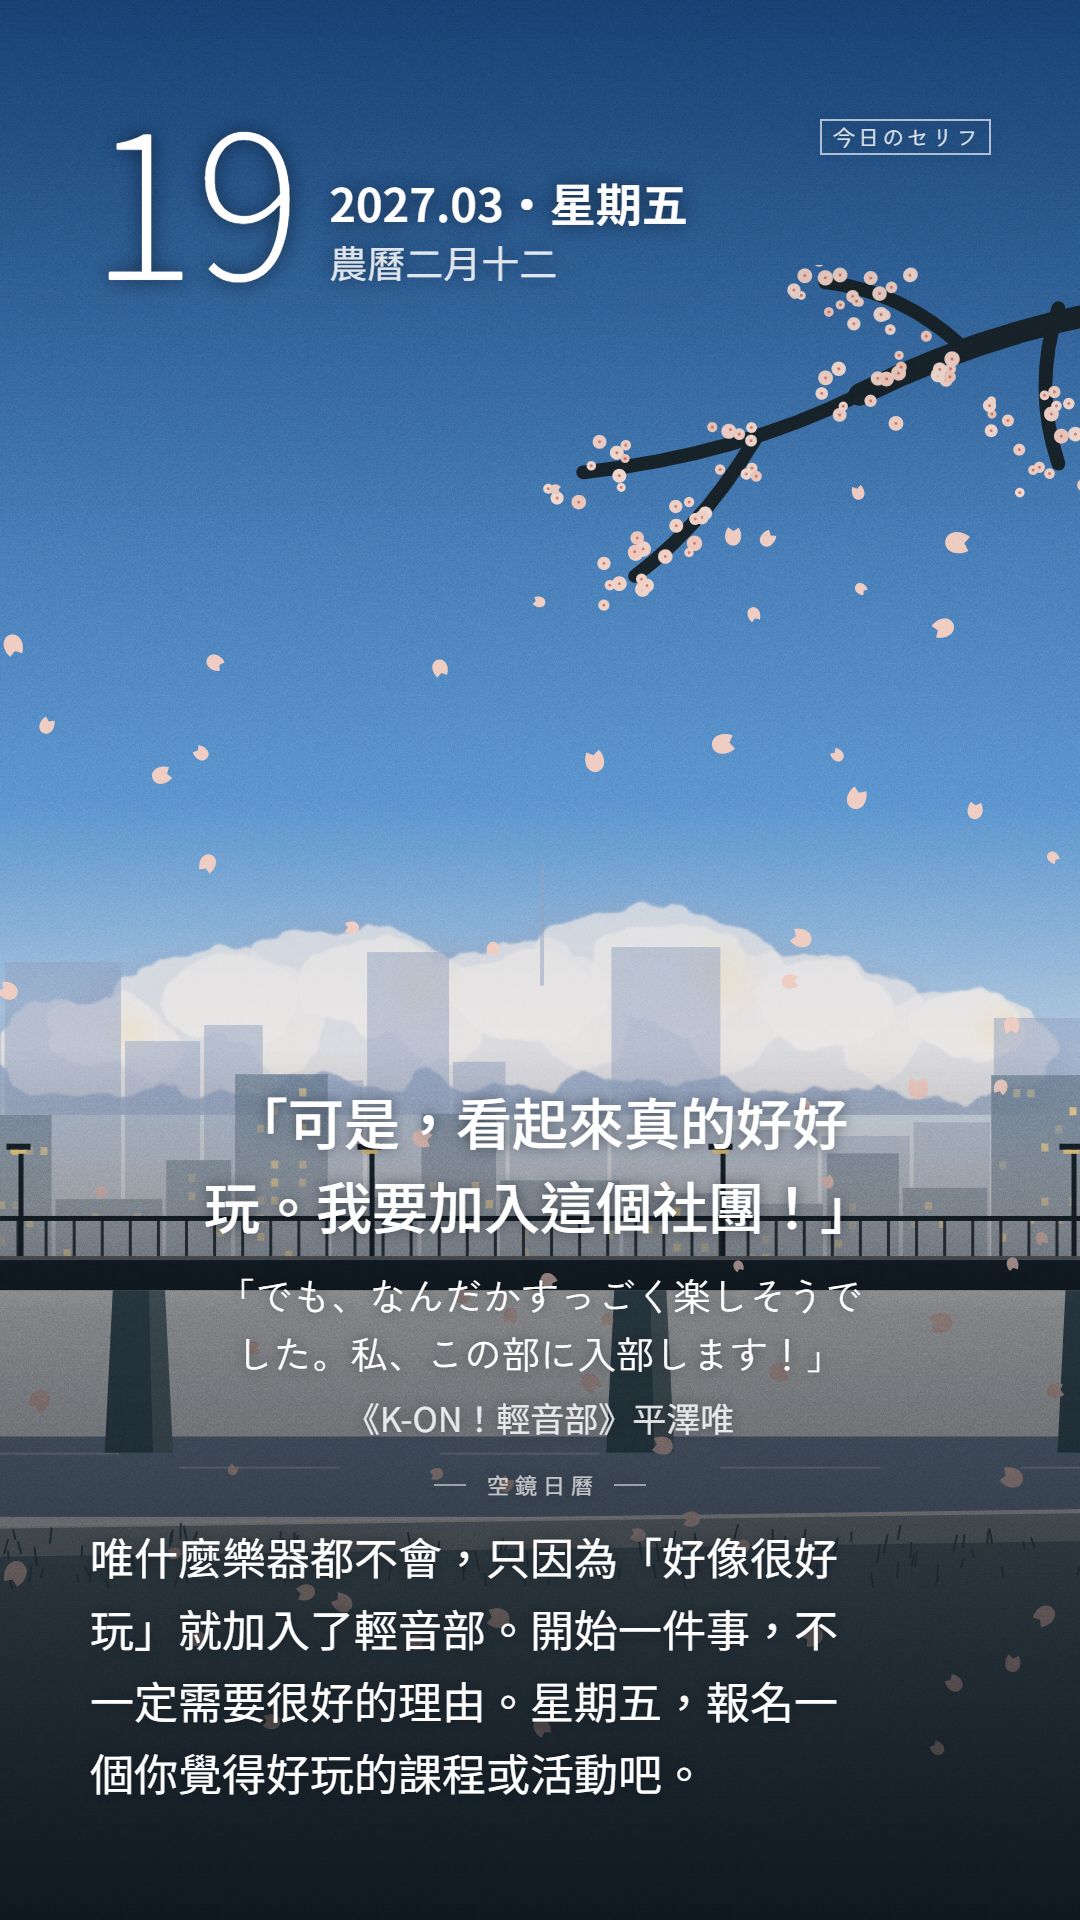 19
2027.03・星期五
農曆二月十二
今日のセリフ
「可是，看起來真的好好
玩。我要加入這個社團！」
「でも、なんだかすっごく楽しそうで
した。私、この部に入部します！」
《K-ON！輕音部》平澤唯
空鏡日曆
唯什麼樂器都不會，只因為「好像很好
玩」就加入了輕音部。開始一件事，不
一定需要很好的理由。星期五，報名一
個你覺得好玩的課程或活動吧。